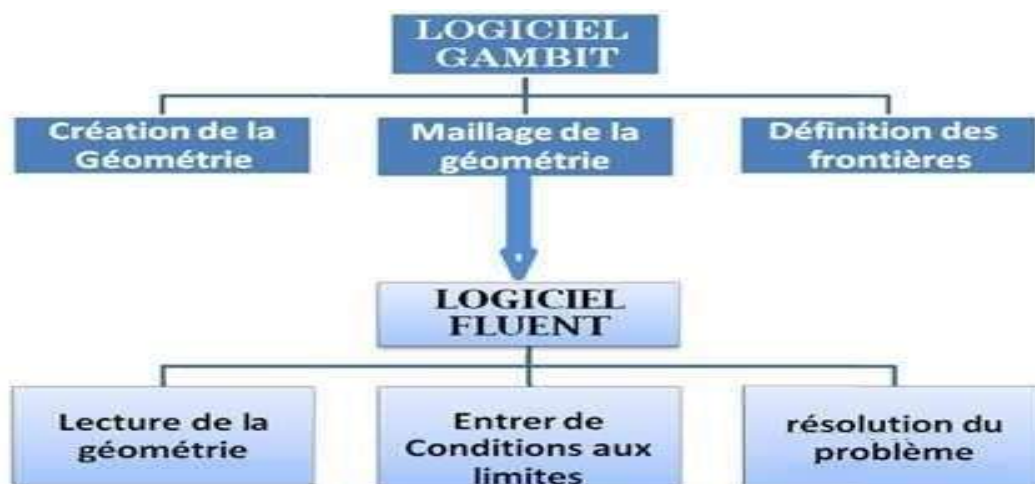 LOGICIEL
GAMBIT
Création de la
Géométrie
Maillage de la
géométrie
Définition des
frontières
LOGICIEL
FLUENT
Lecture de la
géométrie
Entrer de
Conditions aux
limites
résolution du
problème